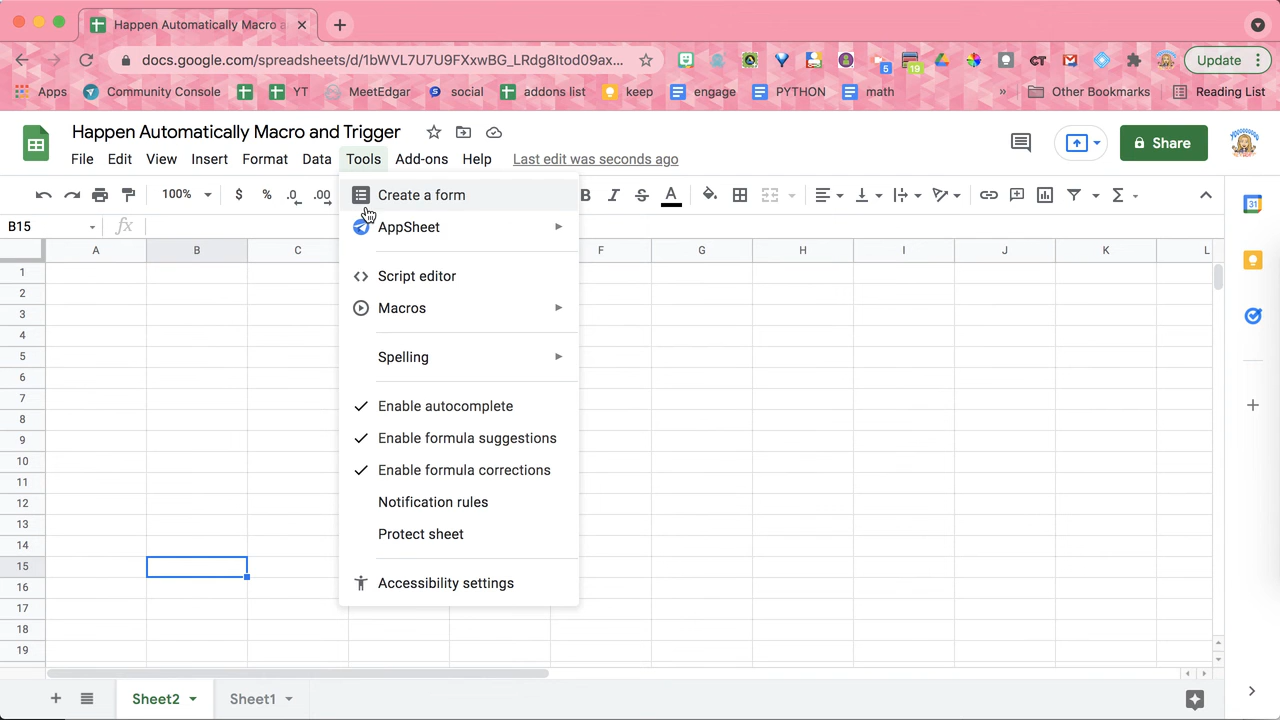 Happen Automatically Macro a
docs.google.com/spreadsheets/d/1bWVL7U7U9FXxwBG_LRdg8Itod09ax...
5
19
CT
Update
Apps
Community Console
YT
MeetEdgar
social
addons list
keep
engage
PYTHON
math
»
Other Bookmarks
Reading List
Happen Automatically Macro and Trigger
File Edit View Insert Format Data Tools Add-ons Help Last edit was seconds ago
Share
100% $ % .0 .00 B I S A Σ
B15 fx
A B C F G H I J K L
1
2
3
4
5
6
7
8
9
10
11
12
13
14
15
16
17
18
19
Create a form
AppSheet
Script editor
Macros
Spelling
Enable autocomplete
Enable formula suggestions
Enable formula corrections
Notification rules
Protect sheet
Accessibility settings
31
Sheet2 Sheet1